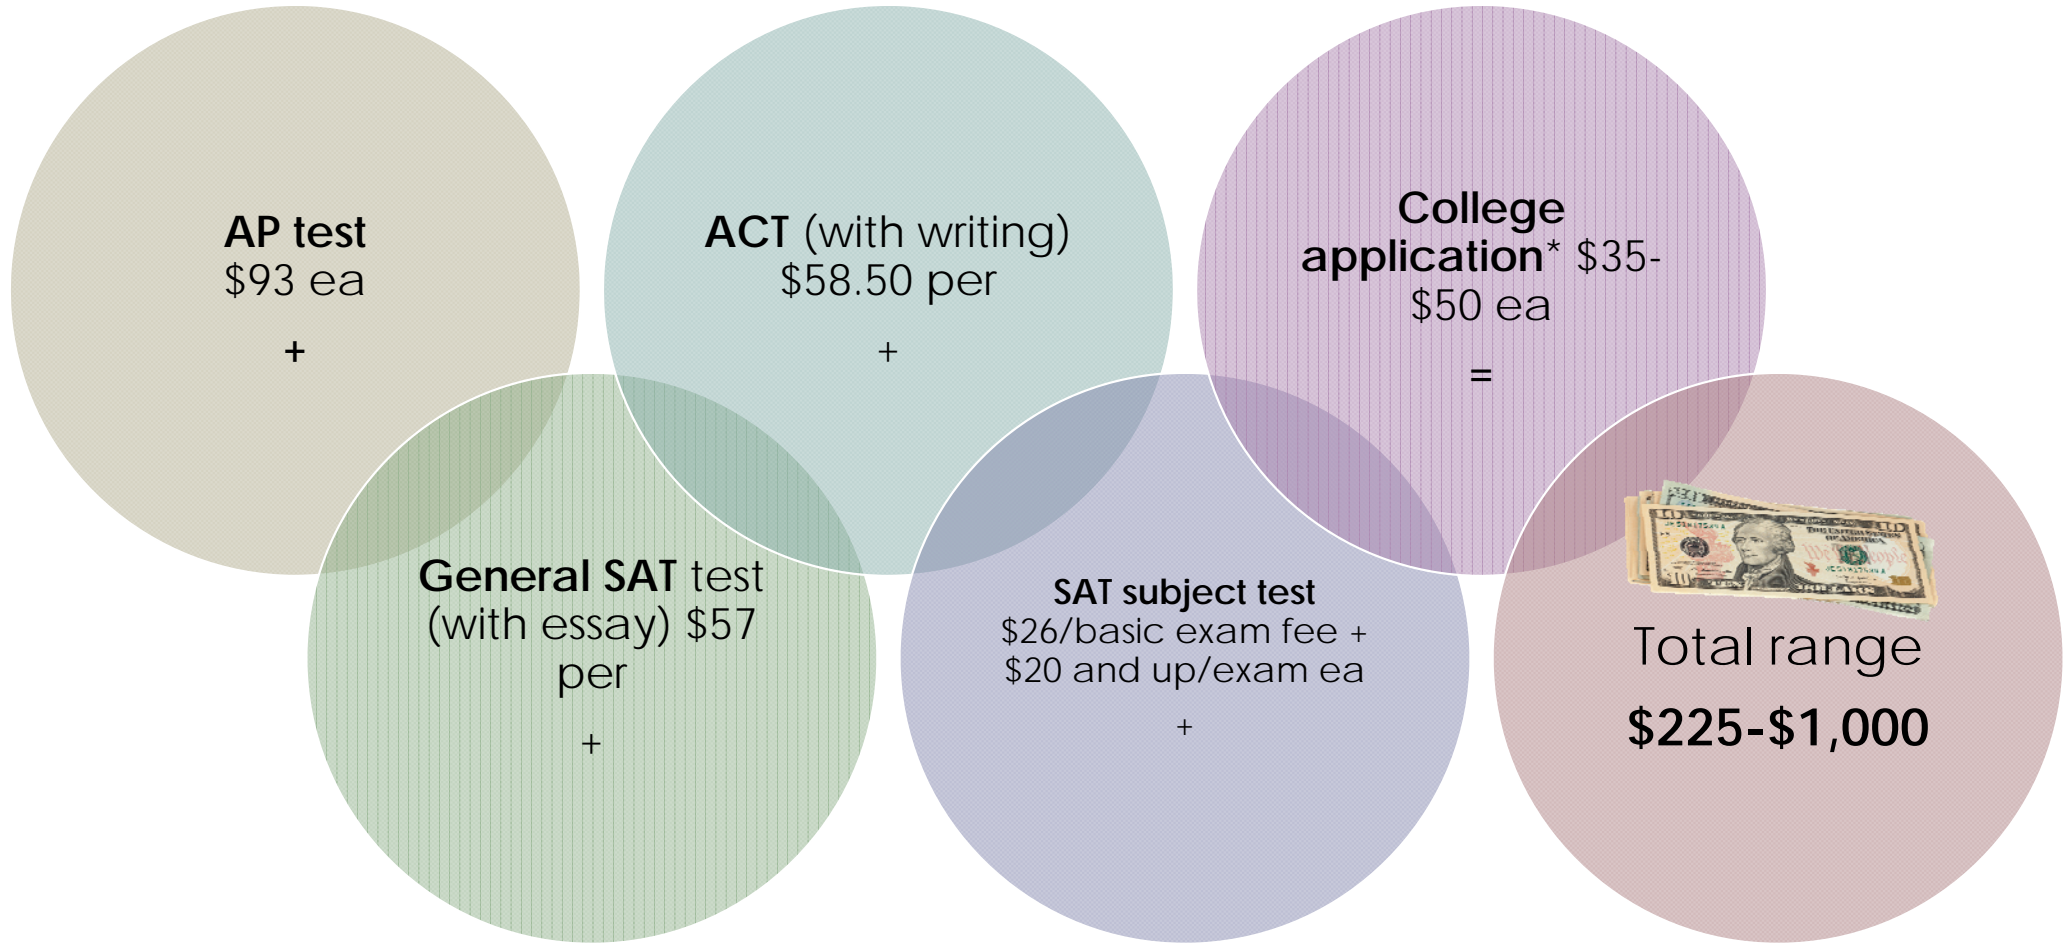 AP test
$93 ea
+
General SAT test
(with essay) $57
per
+
ACT (with writing)
$58.50 per
+
SAT subject test
$26/basic exam fee +
$20 and up/exam ea
+
College
application* $35-
$50 ea
=
Total range
$225-$1,000